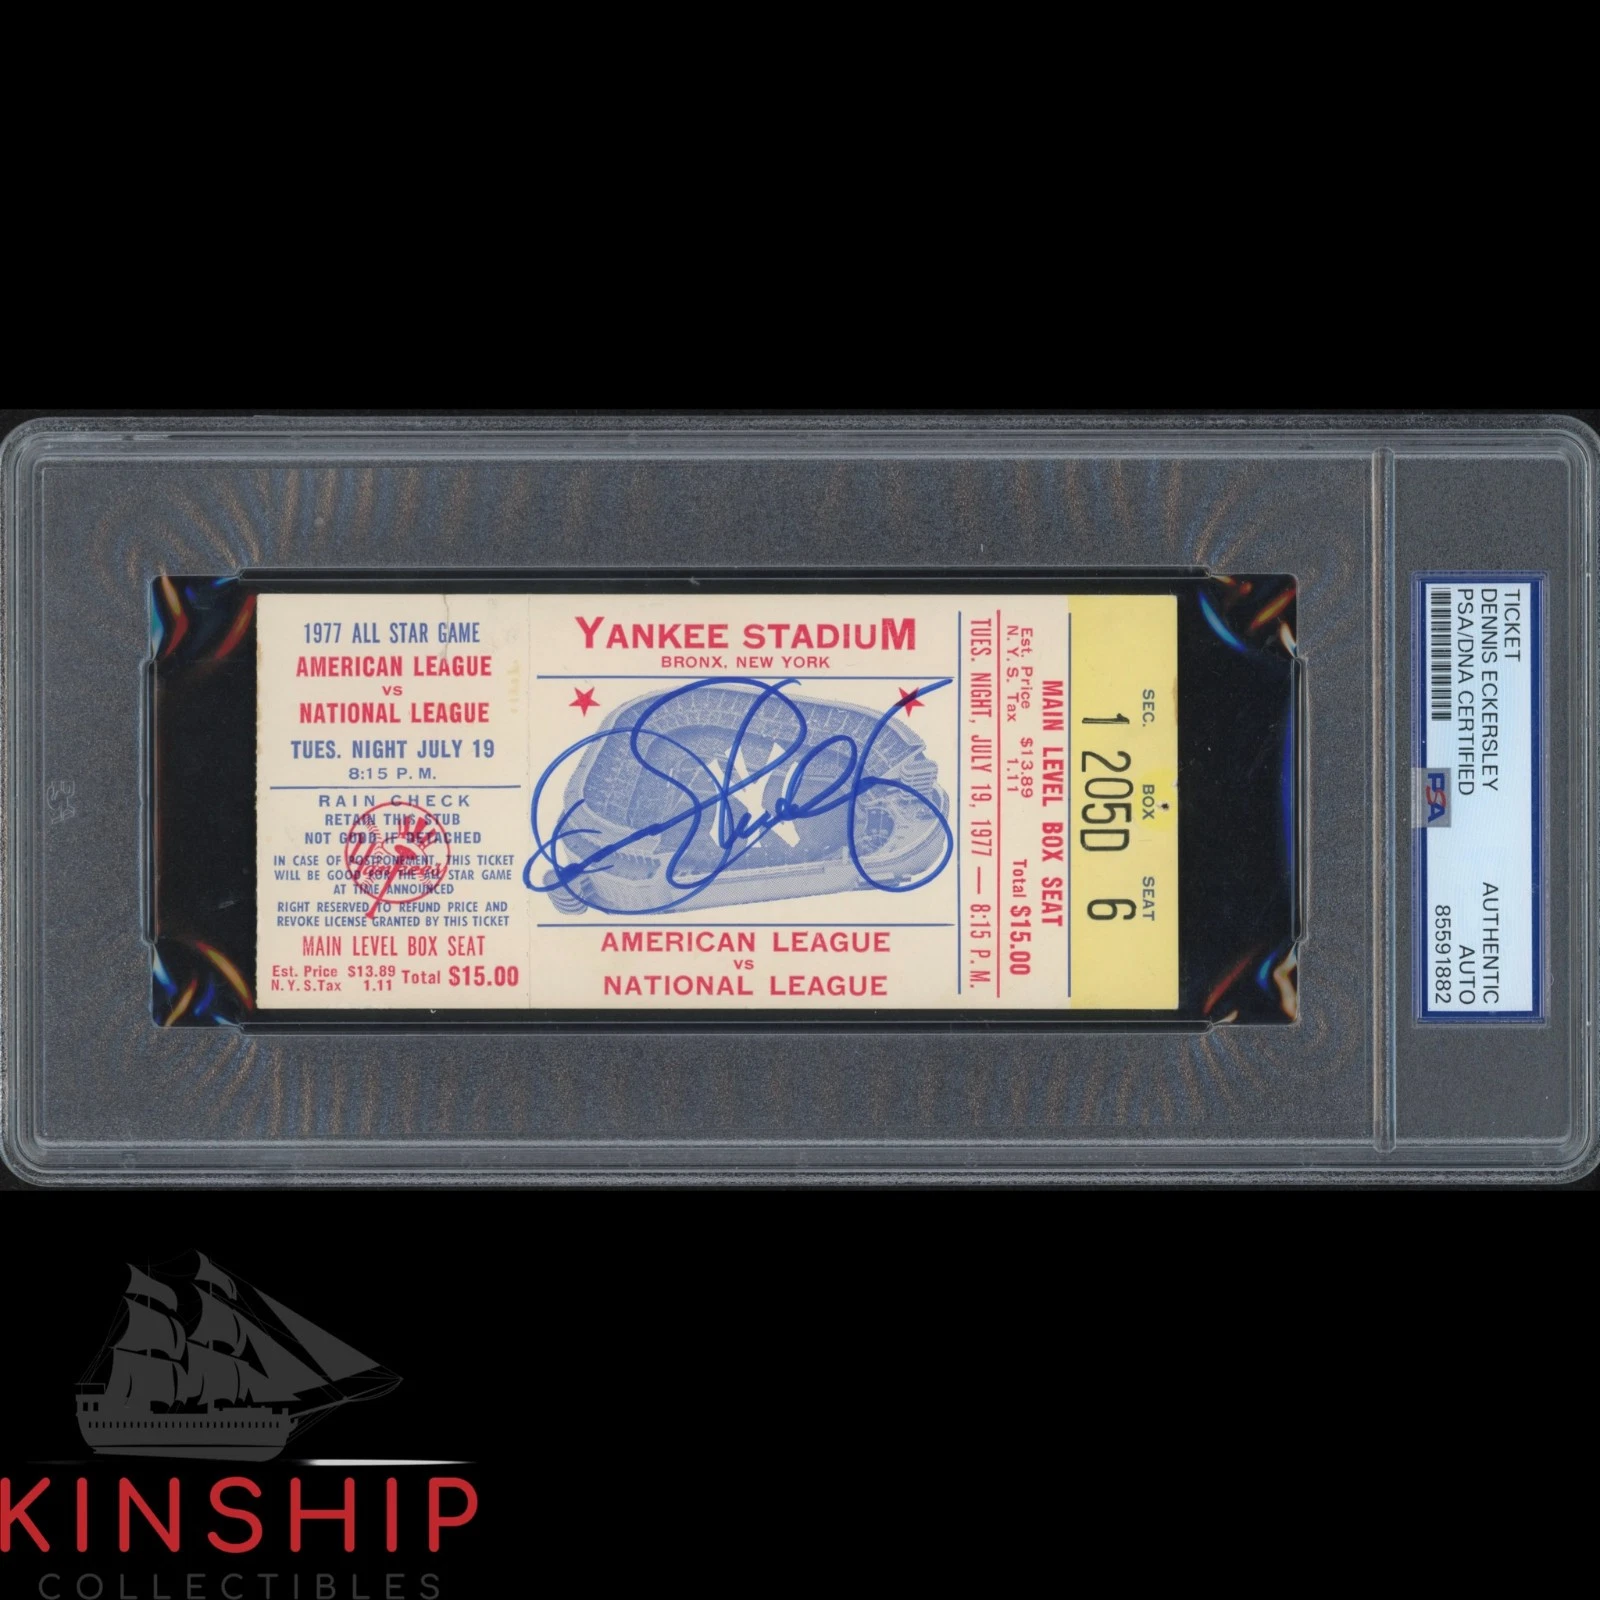 1977 ALL STAR GAME
AMERICAN LEAGUE
VS
NATIONAL LEAGUE
TUES. NIGHT JULY 19
8:15 P. M.
RAIN CHECK
RETAIN THIS STUB
NOT GOOD IF DETACHED
IN CASE OF POSTPONEMENT, THIS TICKET
WILL BE GOOD FOR THE ALL STAR GAME
AT TIME ANNOUNCED
RIGHT RESERVED TO REFUND PRICE AND
REVOKE LICENSE GRANTED BY THIS TICKET
Yankees
MAIN LEVEL BOX SEAT
Est. Price $13.89
N.Y.S.Tax 1.11
Total $15.00
YANKEE STADIUM
BRONX, NEW YORK
AMERICAN LEAGUE
VS
NATIONAL LEAGUE
TUES. NIGHT, JULY 19, 1977 — 8:15 P. M.
Est. Price $13.89
N.Y.S. Tax 1.11
Total $15.00
MAIN LEVEL BOX SEAT
SEC. BOX SEAT
1 205D 6
TICKET
DENNIS ECKERSLEY AUTHENTIC
PSA/DNA CERTIFIED AUTO
85591882
PSA
KINSHIP
COLLECTIBLES